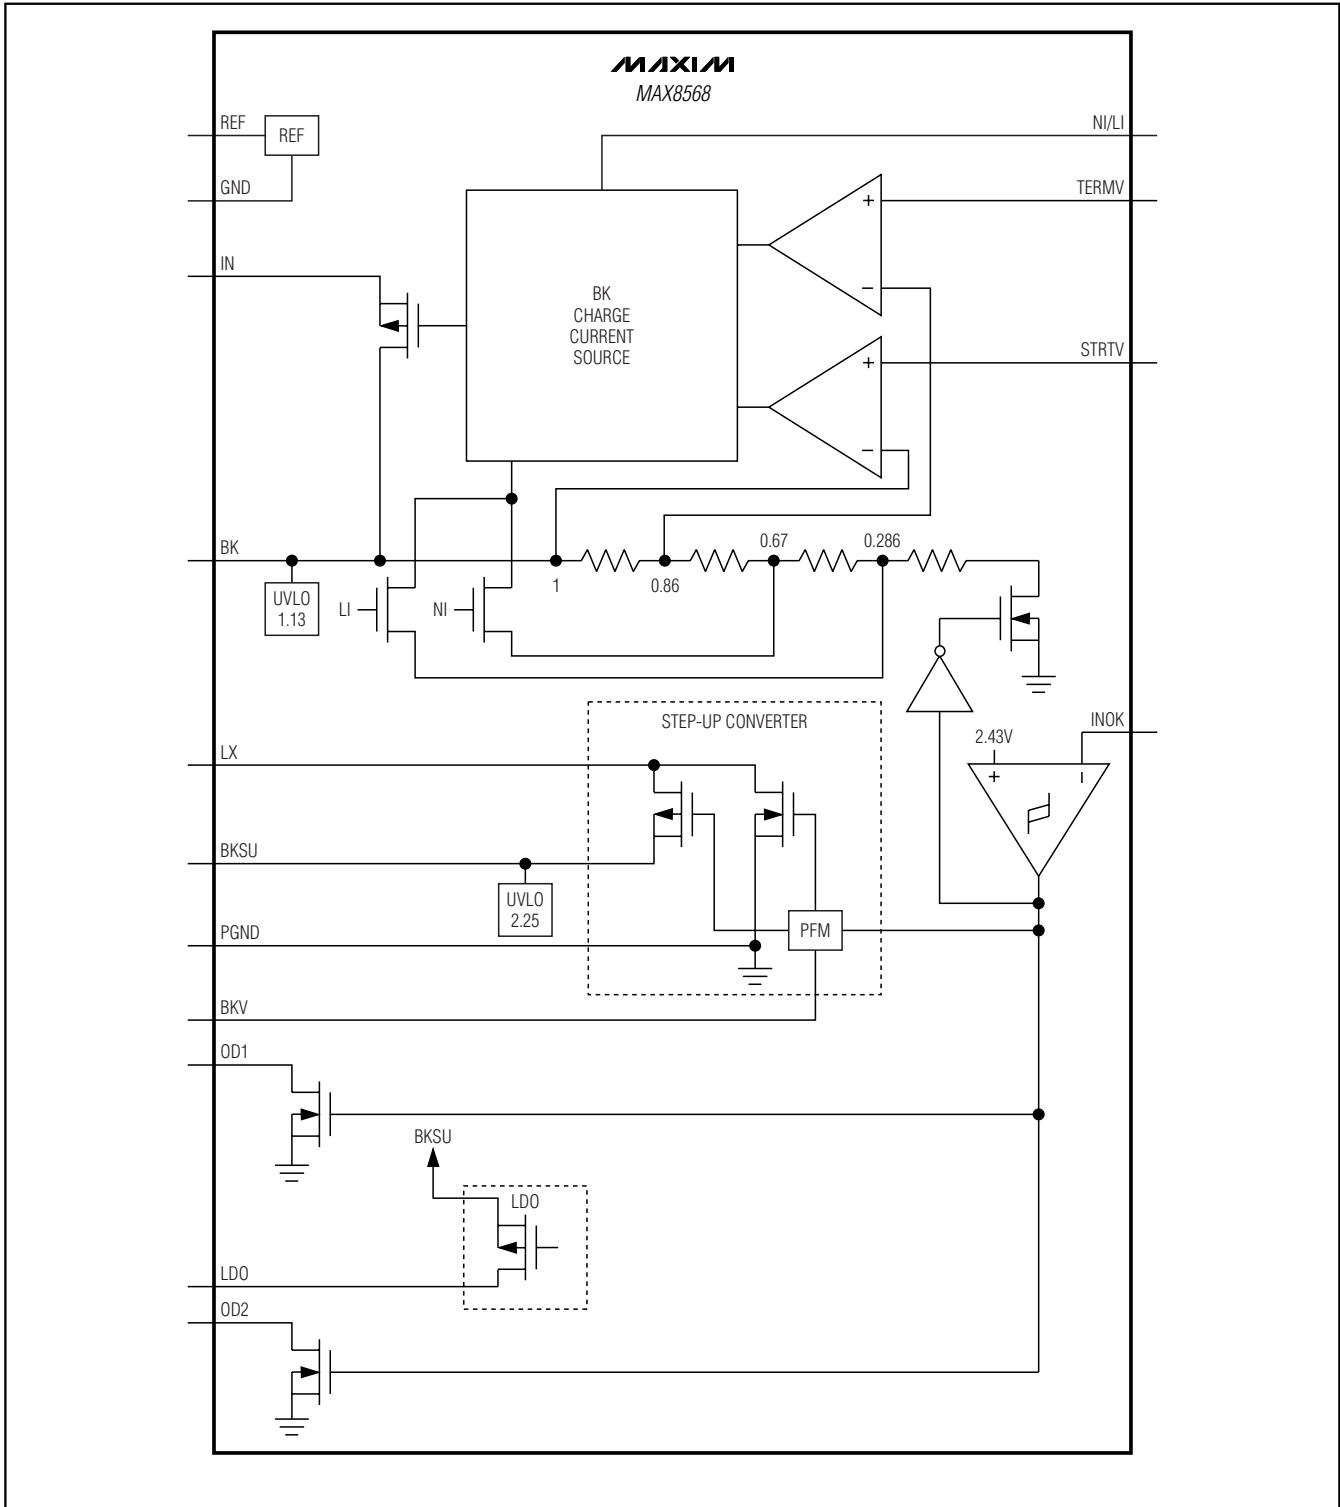 MAXIM
MAX8568
REF
REF
NI/LI
GND
TERMV
IN
BK
CHARGE
CURRENT
SOURCE
+
−
STRTV
+
−
BK
0.67
0.286
1
0.86
UVLO
1.13
LI
NI
STEP-UP CONVERTER
INOK
2.43V
+
−
LX
BKSU
UVLO
2.25
PGND
PFM
BKV
OD1
BKSU
LDO
LDO
OD2